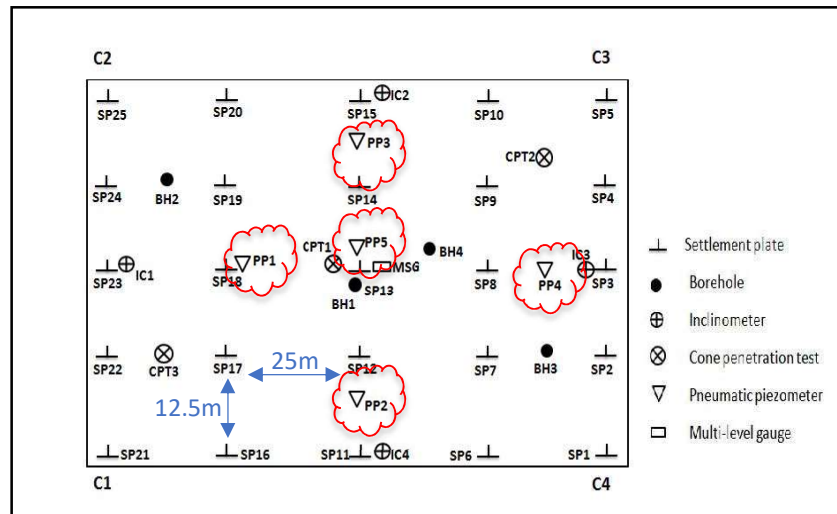 C2
C3
SP25
SP20
SP15
IC2
SP10
SP5
PP3
CPT2
SP24
BH2
SP19
SP14
SP9
SP4
CPT1
PP5
BH4
IC3
IC1
PP1
MSG
SP23
SP18
SP13
SP8
PP4
SP3
BH1
SP22
CPT3
SP17
25m
SP12
SP7
BH3
SP2
12.5m
PP2
SP21
SP16
SP11
IC4
SP6
SP1
C1
C4
Settlement plate
Borehole
Inclinometer
Cone penetration test
Pneumatic piezometer
Multi-level gauge